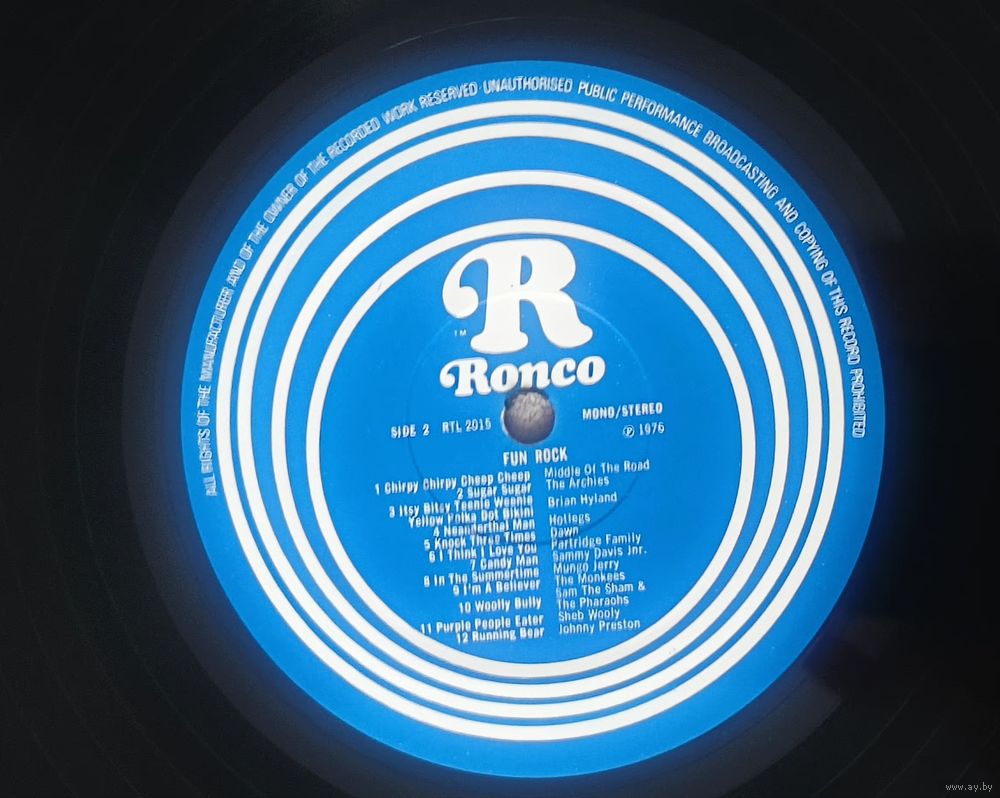 ALL RIGHTS OF THE MANUFACTURER AND OF THE OWNER OF THE RECORDED WORK RESERVED UNAUTHORISED PUBLIC PERFORMANCE BROADCASTING AND COPYING OF THIS RECORD PROHIBITED
R
TM
Ronco
SIDE 2 RTL 2015 MONO/STEREO
℗ 1976
FUN ROCK
1 Chirpy Chirpy Cheep Cheep Middle Of The Road
2 Sugar Sugar The Archies
3 Itsy Bitsy Teenie Weenie
Yellow Polka Dot Bikini Brian Hyland
4 Neanderthal Man Hotlegs
5 Knock Three Times Dawn
6 I Think I Love You Partridge Family
7 Candy Man Sammy Davis Jnr.
8 In The Summertime Mungo Jerry
9 I'm A Believer The Monkees
10 Woolly Bully Sam The Sham &
The Pharaohs
11 Purple People Eater Sheb Wooly
12 Running Bear Johnny Preston
www.ay.by